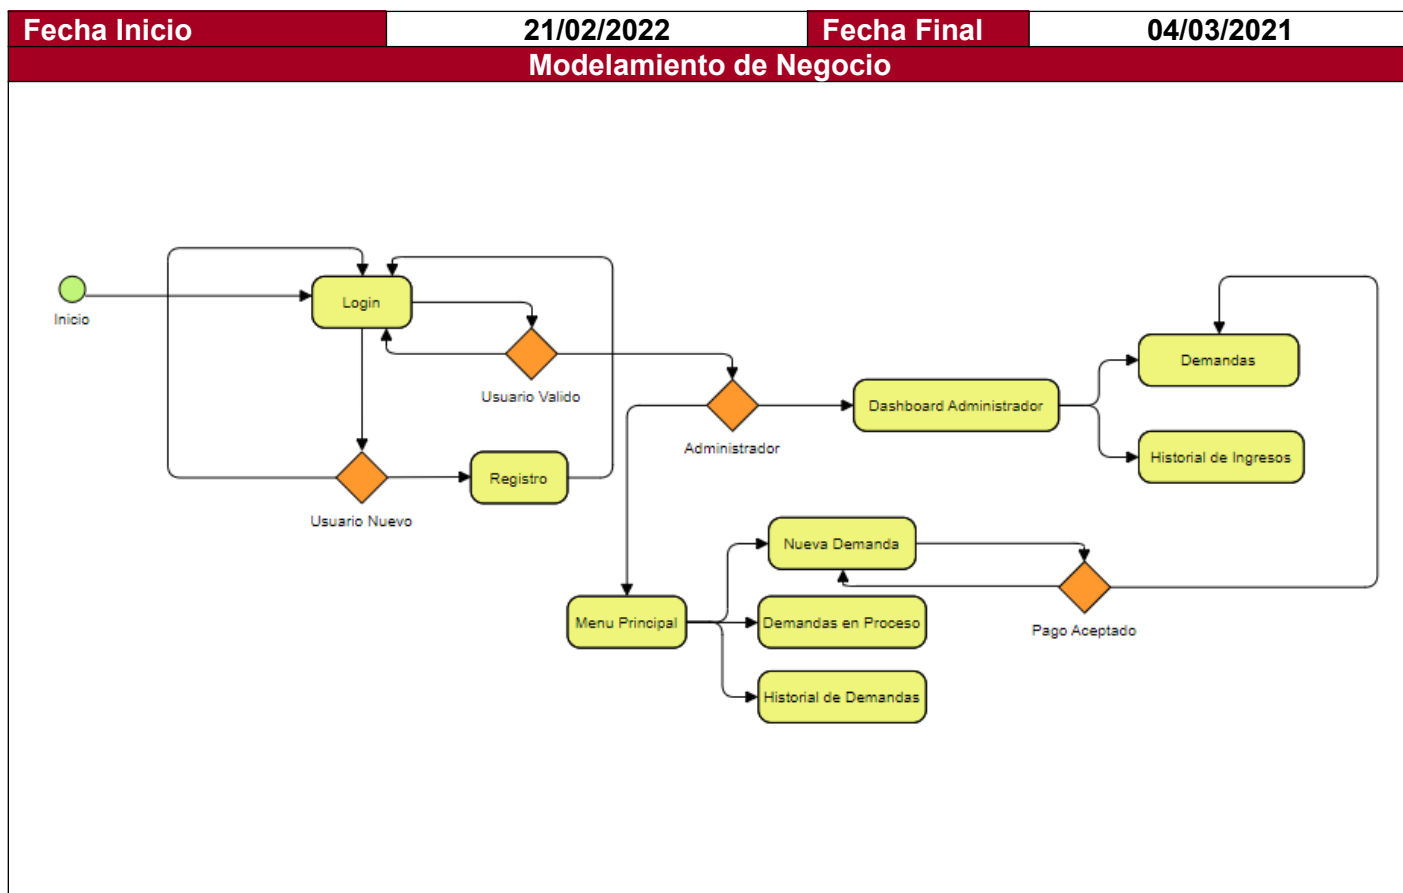 Fecha Inicio 21/02/2022 Fecha Final 04/03/2021
Modelamiento de Negocio
Login
Inicio
Usuario Valido
Demandas
Dashboard Administrador
Administrador
Historial de Ingresos
Registro
Usuario Nuevo
Nueva Demanda
Menu Principal
Demandas en Proceso
Pago Aceptado
Historial de Demandas